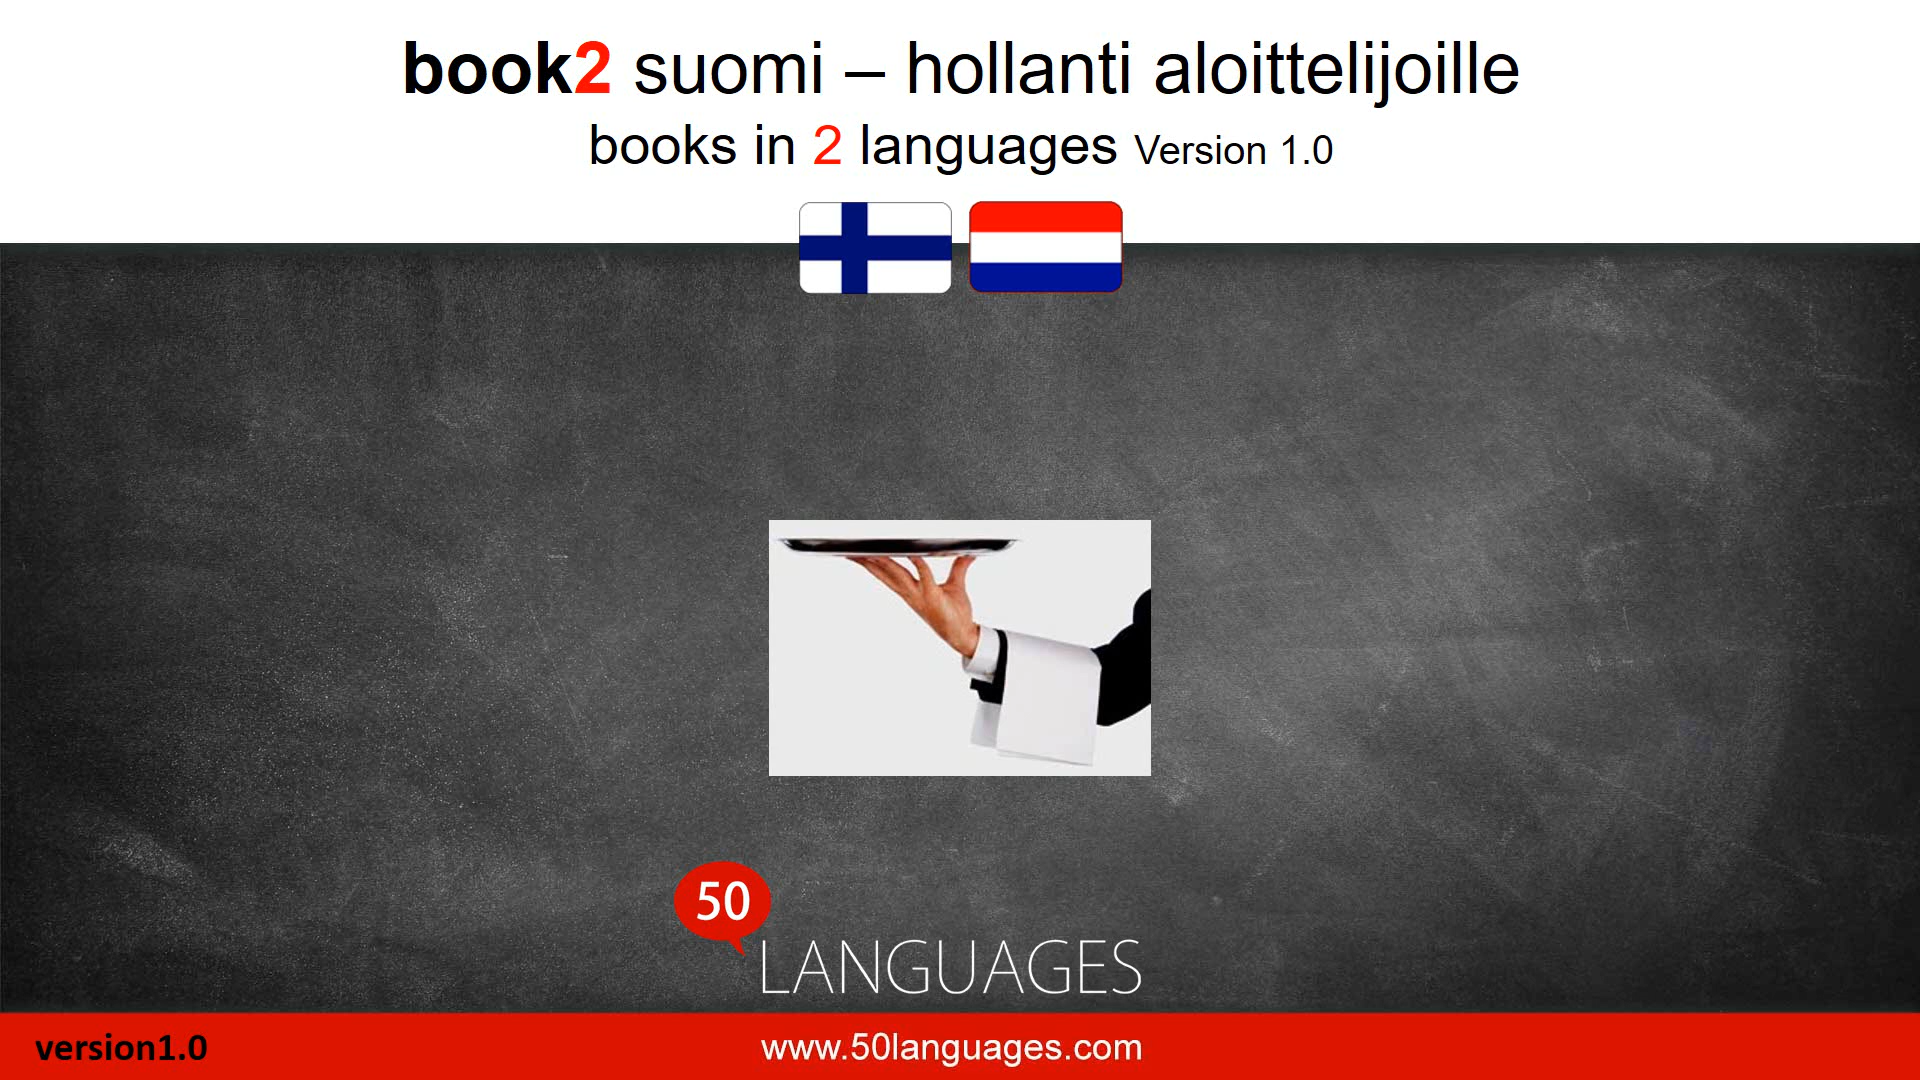 book2 suomi – hollanti aloittelijoille
books in 2 languages Version 1.0
50
LANGUAGES
version1.0
www.50languages.com